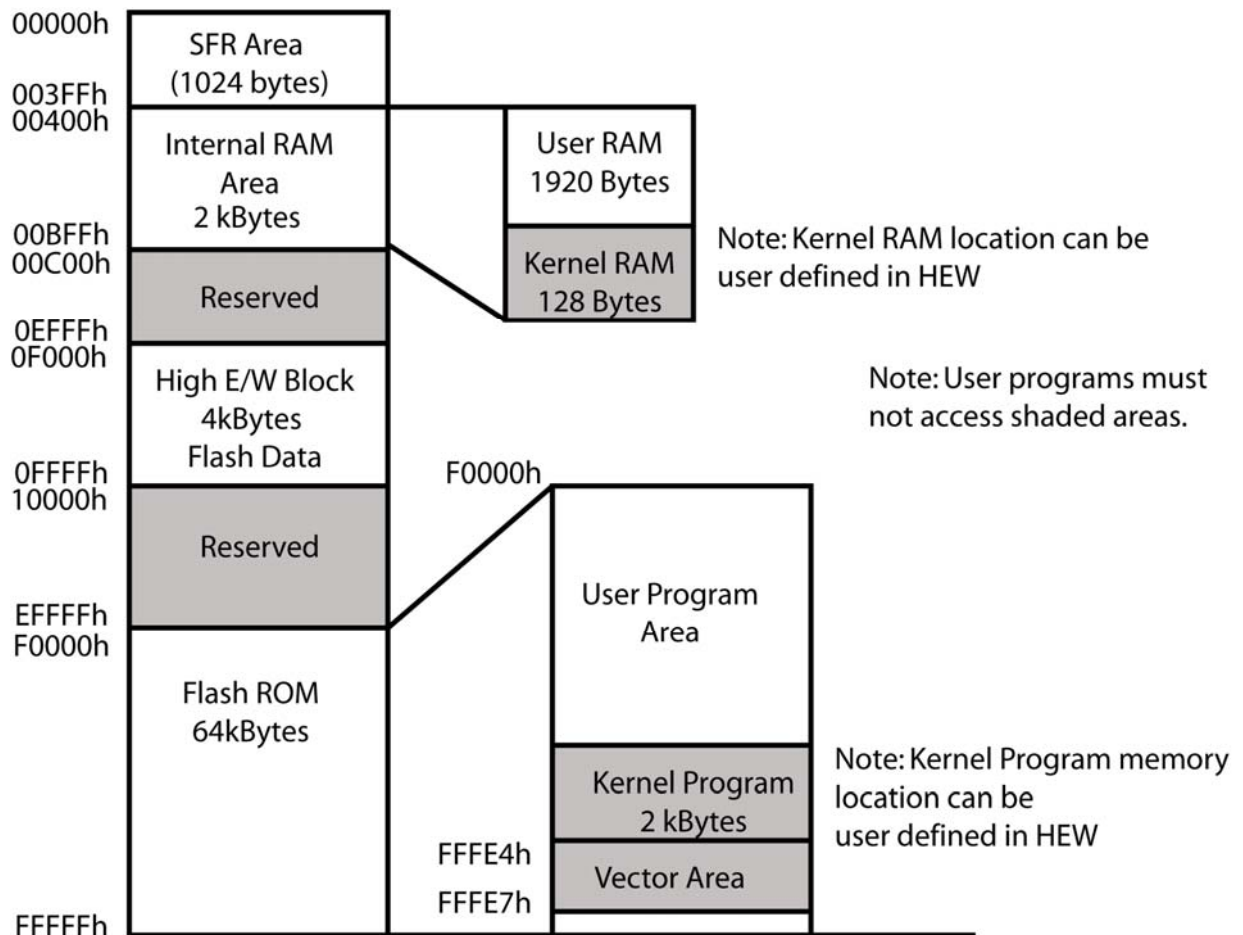 00000h
SFR Area
(1024 bytes)
003FFh
00400h
Internal RAM
Area
2 kBytes
00BFFh
00C00h
Reserved
0EFFFh
0F000h
High E/W Block
4kBytes
Flash Data
0FFFFh
10000h
Reserved
EFFFFh
F0000h
Flash ROM
64kBytes
FFFFFh
User RAM
1920 Bytes
Kernel RAM
128 Bytes
Note: Kernel RAM location can be
user defined in HEW
Note: User programs must
not access shaded areas.
F0000h
User Program
Area
Kernel Program
2 kBytes
FFFE4h
Vector Area
FFFE7h
Note: Kernel Program memory
location can be
user defined in HEW